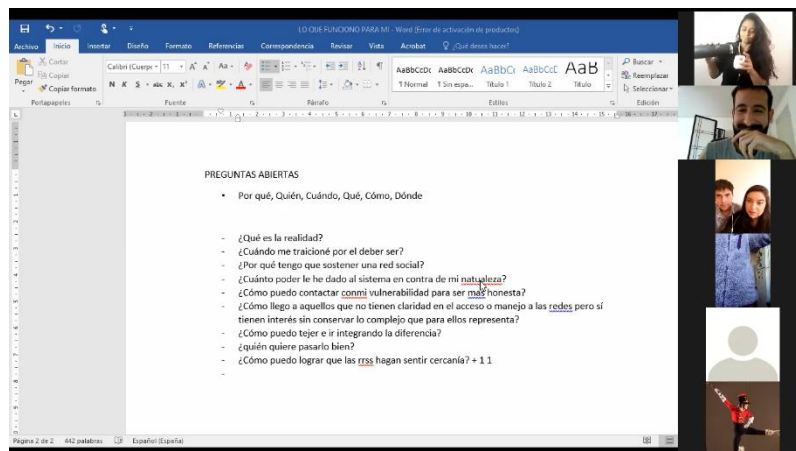 LO QUE FUNCIONO PARA MI - Word (Error de activación de productos)
Archivo Inicio Insertar Diseño Formato Referencias Correspondencia Revisar Vista Acrobat ¿Qué desea hacer?
Pegar
Cortar
Copiar
Copiar formato
Portapapeles
Calibri (Cuerpo 11
N K S abc x, x²
Fuente
Párrafo
AaBbCcDc AaBbCcDc AaBbCc AaBbCcC AaB
¶ Normal ¶ Sin espa... Título 1 Título 2 Título
Estilos
Buscar
Reemplazar
Seleccionar
Edición
PREGUNTAS ABIERTAS
• Por qué, Quién, Cuándo, Qué, Cómo, Dónde
- ¿Qué es la realidad?
- ¿Cuándo me traicioné por el deber ser?
- ¿Por qué tengo que sostener una red social?
- ¿Cuánto poder le he dado al sistema en contra de mi natualeza?
- ¿Cómo puedo contactar conmi vulnerabilidad para ser mas honesta?
- ¿Cómo llego a aquellos que no tienen claridad en el acceso o manejo a las redes pero sí
tienen interés sin conservar lo complejo que para ellos representa?
- ¿Cómo puedo tejer e ir integrando la diferencia?
- ¿quién quiere pasarlo bien?
- ¿Cómo puedo lograr que las rrss hagan sentir cercanía? + 1 1
-
Página 2 de 2 442 palabras Español (España)